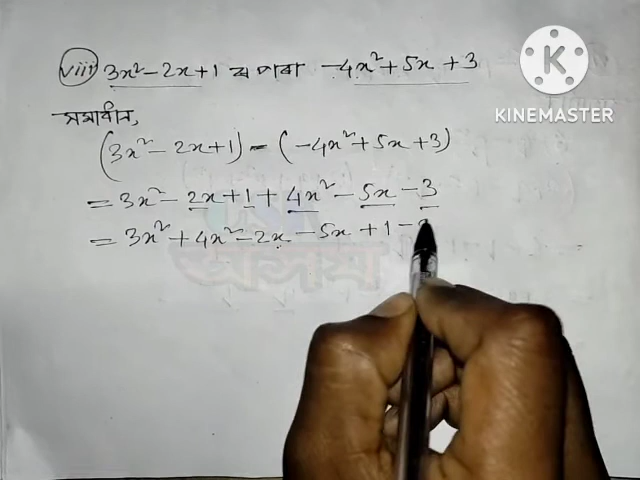 viii) 3x² - 2x + 1 ৰ পৰা -4x² + 5x + 3
সমাধান,
(3x² - 2x + 1) - (-4x² + 5x + 3)
= 3x² - 2x + 1 + 4x² - 5x - 3
= 3x² + 4x² - 2x - 5x + 1 -
KINEMASTER